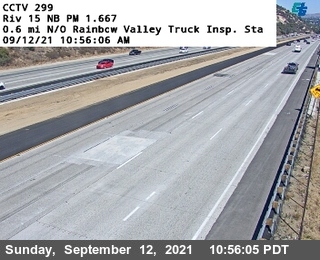 CCTV 299
Riv 15 NB PM 1.667
0.6 mi N/O Rainbcw Valley Truck Insp. Sta
09/12/21 10:56:06 AM
Sunday, September 12, 2021 10:56:05 PDT